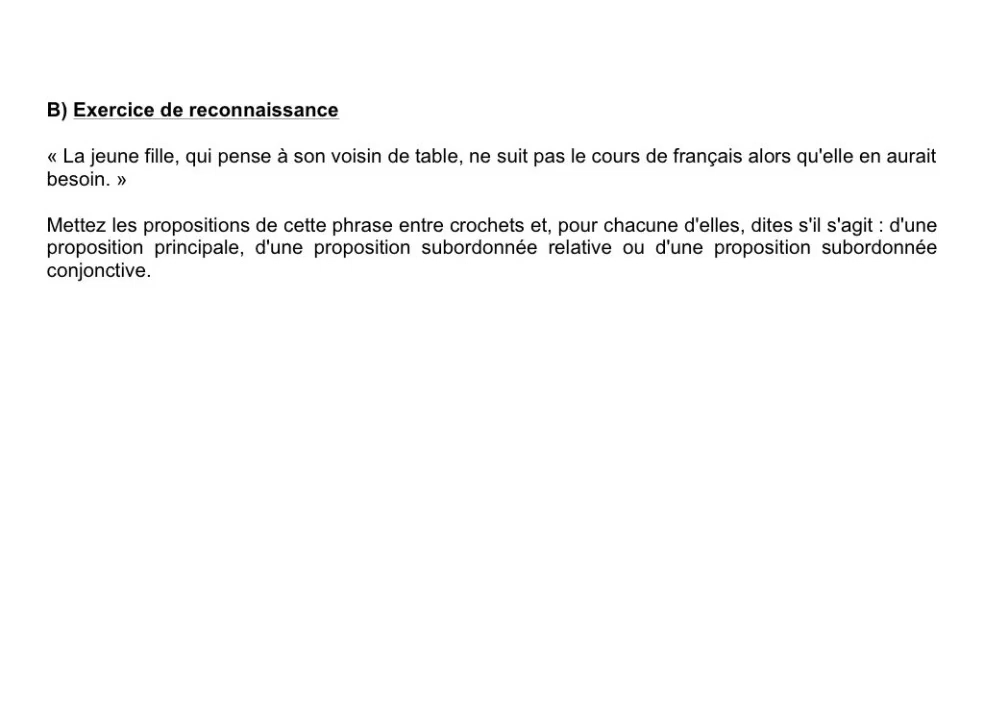 B) Exercice de reconnaissance
« La jeune fille, qui pense à son voisin de table, ne suit pas le cours de français alors qu'elle en aurait
besoin. »
Mettez les propositions de cette phrase entre crochets et, pour chacune d'elles, dites s'il s'agit : d'une
proposition principale, d'une proposition subordonnée relative ou d'une proposition subordonnée
conjonctive.